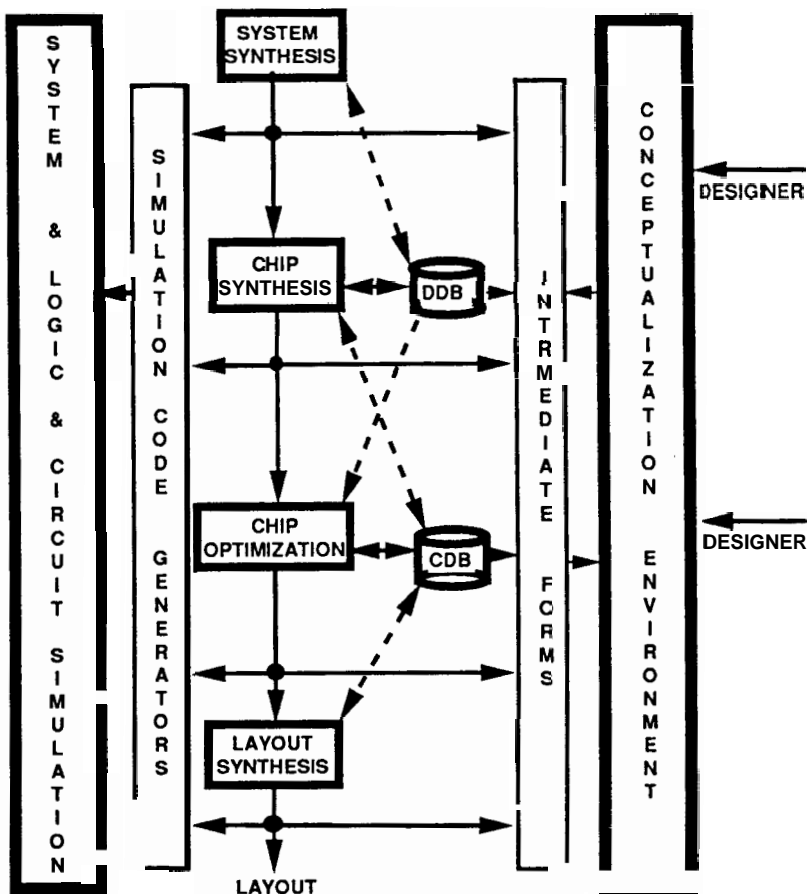 SYSTEM & LOGIC & CIRCUIT SIMULATION
SIMULATION CODE GENERATORS
SYSTEM
SYNTHESIS
CHIP
SYNTHESIS
DDB
CHIP
OPTIMIZATION
CDB
LAYOUT
SYNTHESIS
LAYOUT
INTRMEDIATE FORMS
CONCEPTUALIZATION ENVIRONMENT
DESIGNER
DESIGNER